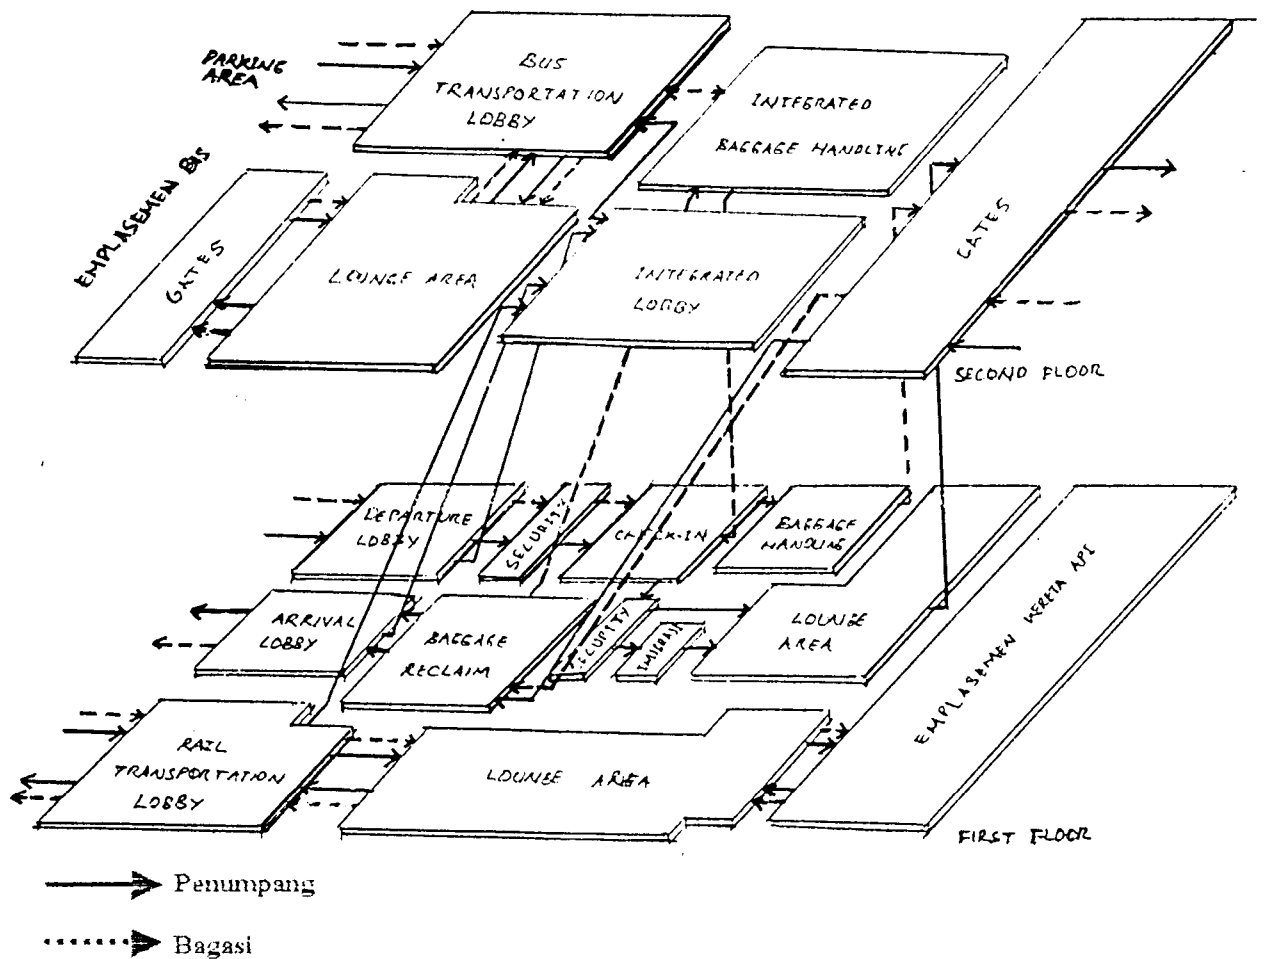 PARKING
AREA
BUS
TRANSPORTATION
LOBBY
INTEGRATED
BAGGAGE HANDLING
EMPLASEMEN BIS
GATES
LOUNGE AREA
INTEGRATED
LOBBY
GATES
SECOND FLOOR
DEPARTURE
LOBBY
SECURITY
CHECK-IN
BAGGAGE
HANDLING
ARRIVAL
LOBBY
BAGGAGE
RECLAIM
SECURITY
IMIGRASI
LOUNGE
AREA
EMPLASEMEN KERETA API
RAIL
TRANSPORTATION
LOBBY
LOUNGE AREA
FIRST FLOOR
Penumpang
Bagasi